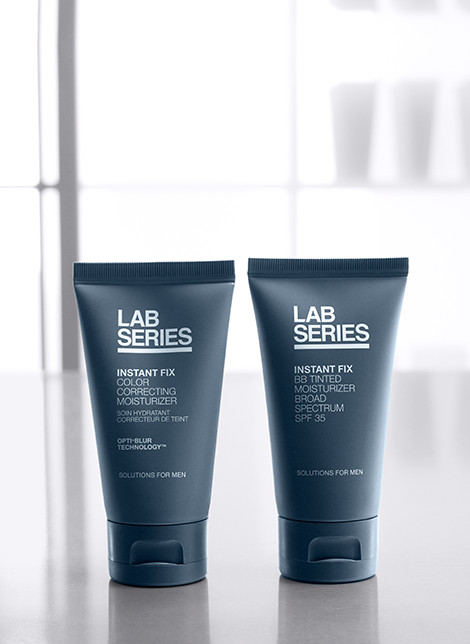 LAB
SERIES
INSTANT FIX
COLOR
CORRECTING
MOISTURIZER
SOIN HYDRATANT
CORRECTEUR DE TEINT
OPTI-BLUR
TECHNOLOGY™
SOLUTIONS FOR MEN
LAB
SERIES
INSTANT FIX
BB TINTED
MOISTURIZER
BROAD
SPECTRUM
SPF 35
SOLUTIONS FOR MEN